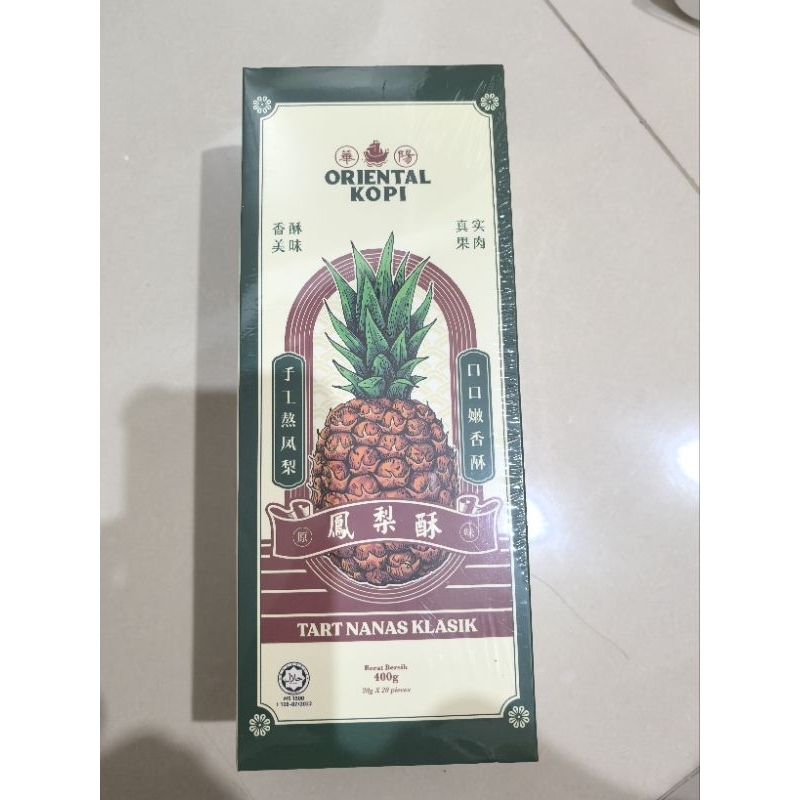 華 陽
ORIENTAL
KOPI
香酥
美味
真实
果肉
手工熬凤梨
口口嫩香酥
原 鳳梨酥 味
TART NANAS KLASIK
Berat Bersih
400g
20g X 20 pieces